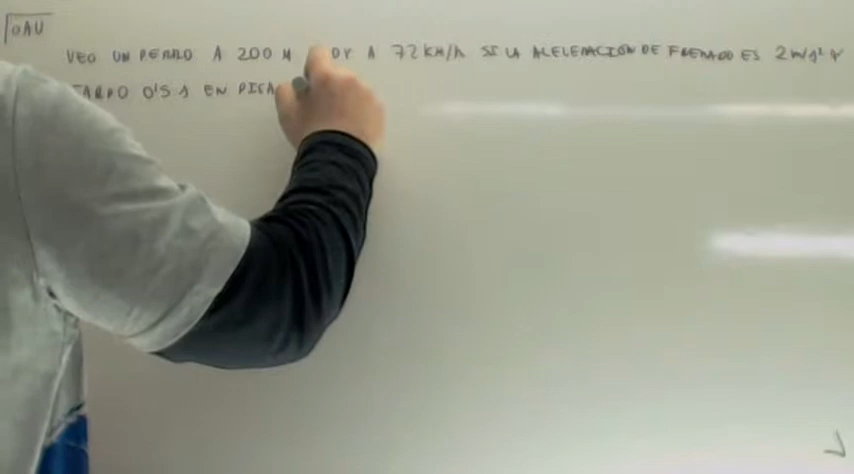 VEO UN PERRO A 200 M VOY A 72 KM/h SI LA ACELERACIÓN DE FRENADO ES 2 m/s² Y
TARDO 0'5 s EN PISA